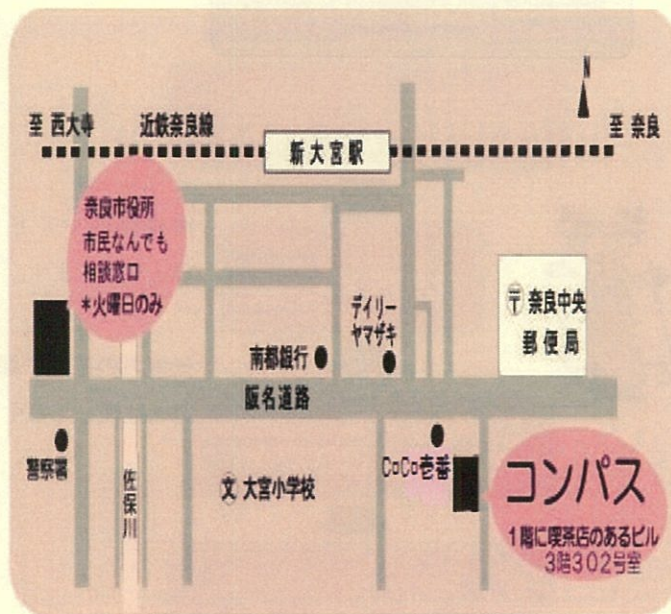 N
至 西大寺
近鉄奈良線
至 奈良
新大宮駅
奈良市役所
市民なんでも
相談窓口
*火曜日のみ
デイリー
ヤマザキ
〒 奈良中央
郵便局
南都銀行
阪名道路
警察署
佐保川
文 大宮小学校
CoCo壱番
コンパス
1階に喫茶店のあるビル
3階302号室